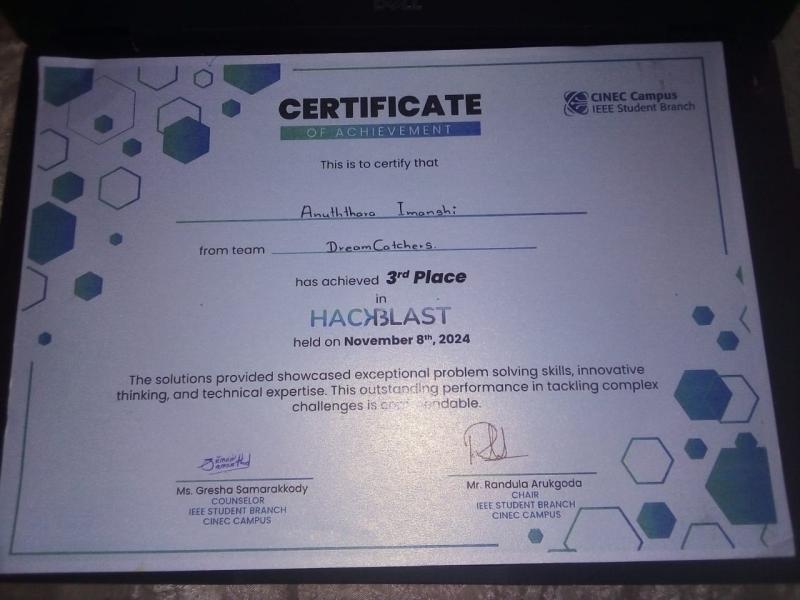 DELL
CERTIFICATE
OF ACHIEVEMENT
CINEC Campus
IEEE Student Branch
This is to certify that
Anuththara Imanshi
from team DreamCatchers.
has achieved 3rd Place
in
HACKBLAST
held on November 8th, 2024
The solutions provided showcased exceptional problem solving skills, innovative
thinking, and technical expertise. This outstanding performance in tackling complex
challenges is commendable.
Ms. Gresha Samarakkody
COUNSELOR
IEEE STUDENT BRANCH
CINEC CAMPUS
Mr. Randula Arukgoda
CHAIR
IEEE STUDENT BRANCH
CINEC CAMPUS